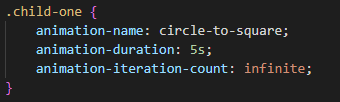 .child-one {
    animation-name: circle-to-square;
    animation-duration: 5s;
    animation-iteration-count: infinite;
}